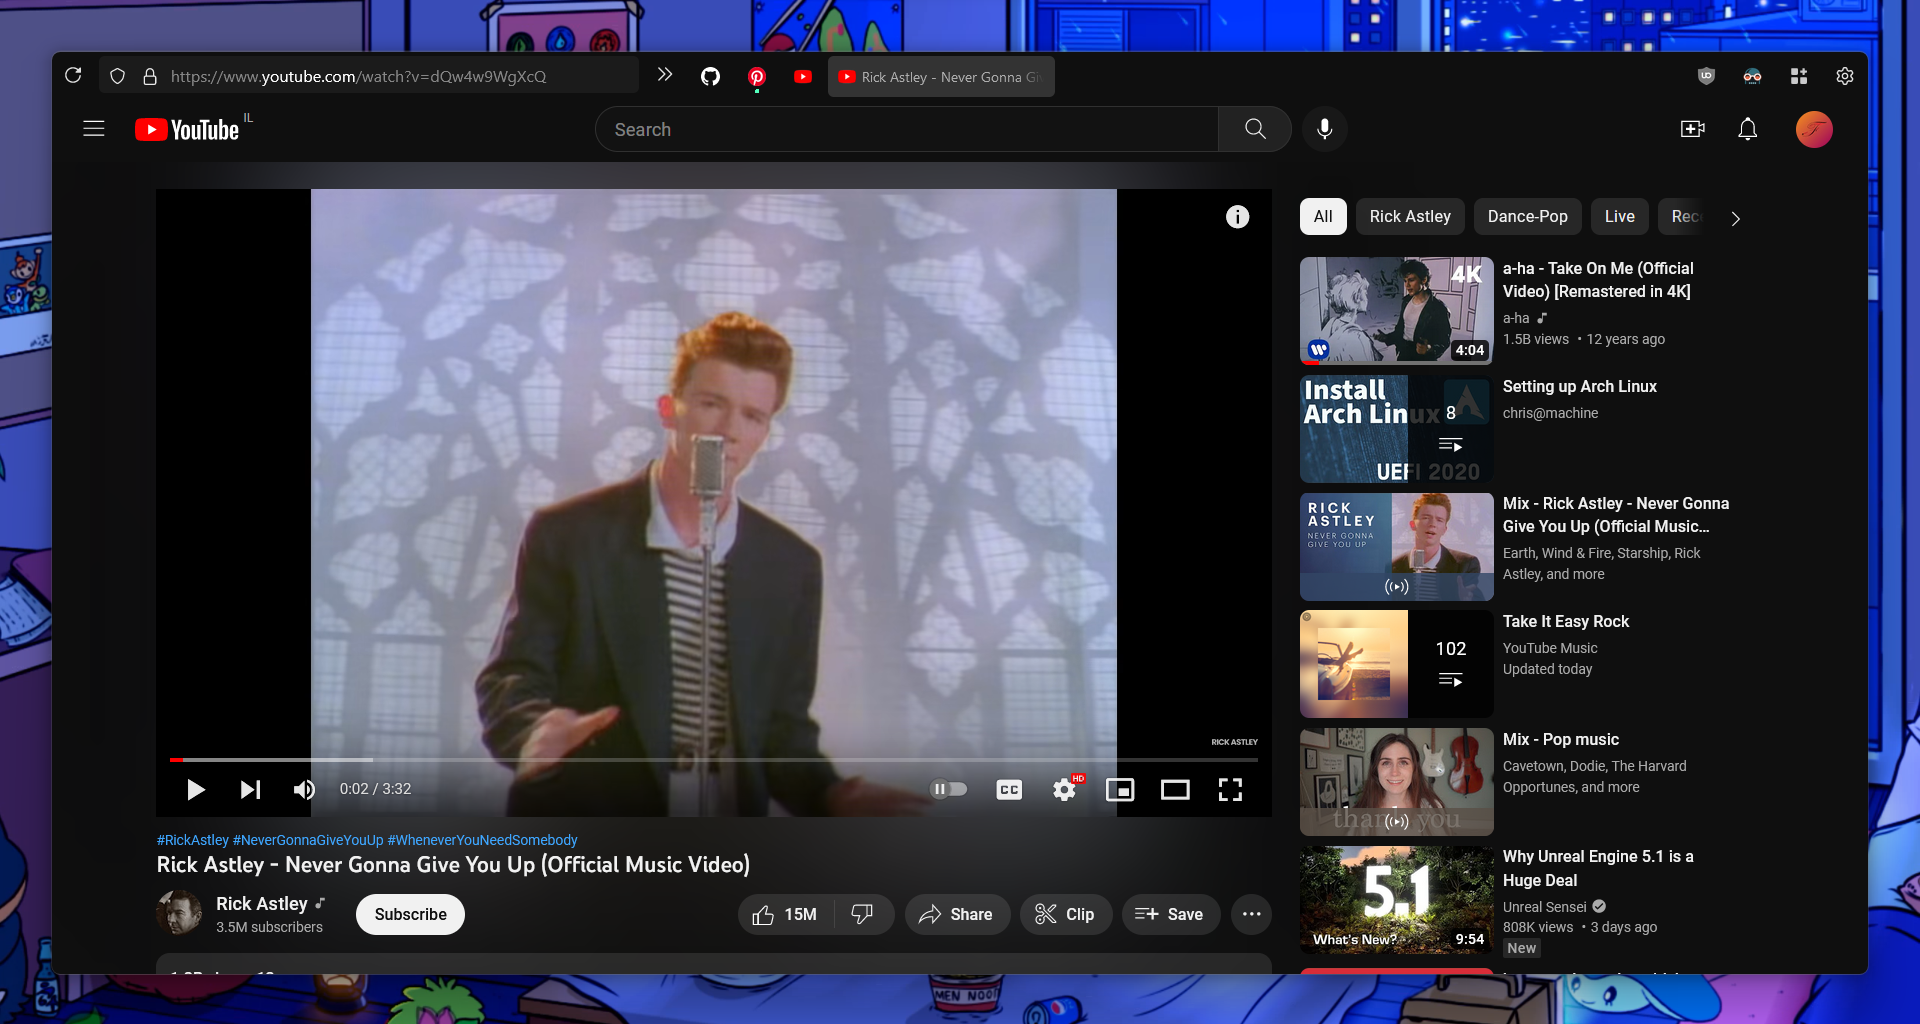 https://www.youtube.com/watch?v=dQw4w9WgXcQ
Rick Astley - Never Gonna Gi
YouTube IL
Search
All
Rick Astley
Dance-Pop
Live
Rec
RICK ASTLEY
0:02 / 3:32
CC
HD
#RickAstley #NeverGonnaGiveYouUp #WheneverYouNeedSomebody
Rick Astley - Never Gonna Give You Up (Official Music Video)
Rick Astley
3.5M subscribers
Subscribe
15M
Share
Clip
Save
4K
4:04
a-ha - Take On Me (Official
Video) [Remastered in 4K]
a-ha
1.5B views • 12 years ago
Install
Arch Linux
8
UEFI 2020
Setting up Arch Linux
chris@machine
RICK
ASTLEY
NEVER GONNA
GIVE YOU UP
Mix - Rick Astley - Never Gonna
Give You Up (Official Music...
Earth, Wind & Fire, Starship, Rick
Astley, and more
102
Take It Easy Rock
YouTube Music
Updated today
thank you
Mix - Pop music
Cavetown, Dodie, The Harvard
Opportunes, and more
5.1
What's New?
9:54
Why Unreal Engine 5.1 is a
Huge Deal
Unreal Sensei
808K views • 3 days ago
New
MEN NOO